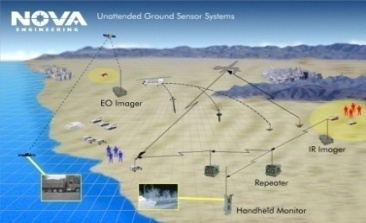 NOVA
ENGINEERING
Unattended Ground Sensor Systems
EO Imager
IR Imager
Repeater
Handheld Monitor